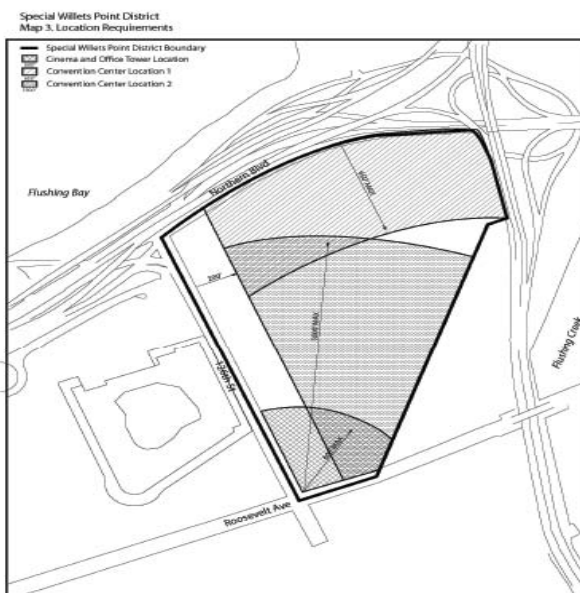 Special Willets Point District
Map 3. Location Requirements
Special Willets Point District Boundary
Cinema and Office Tower Location
Convention Center Location 1
Convention Center Location 2
Flushing Bay
Northern Blvd
200'
126th St
Flushing Creek
Roosevelt Ave